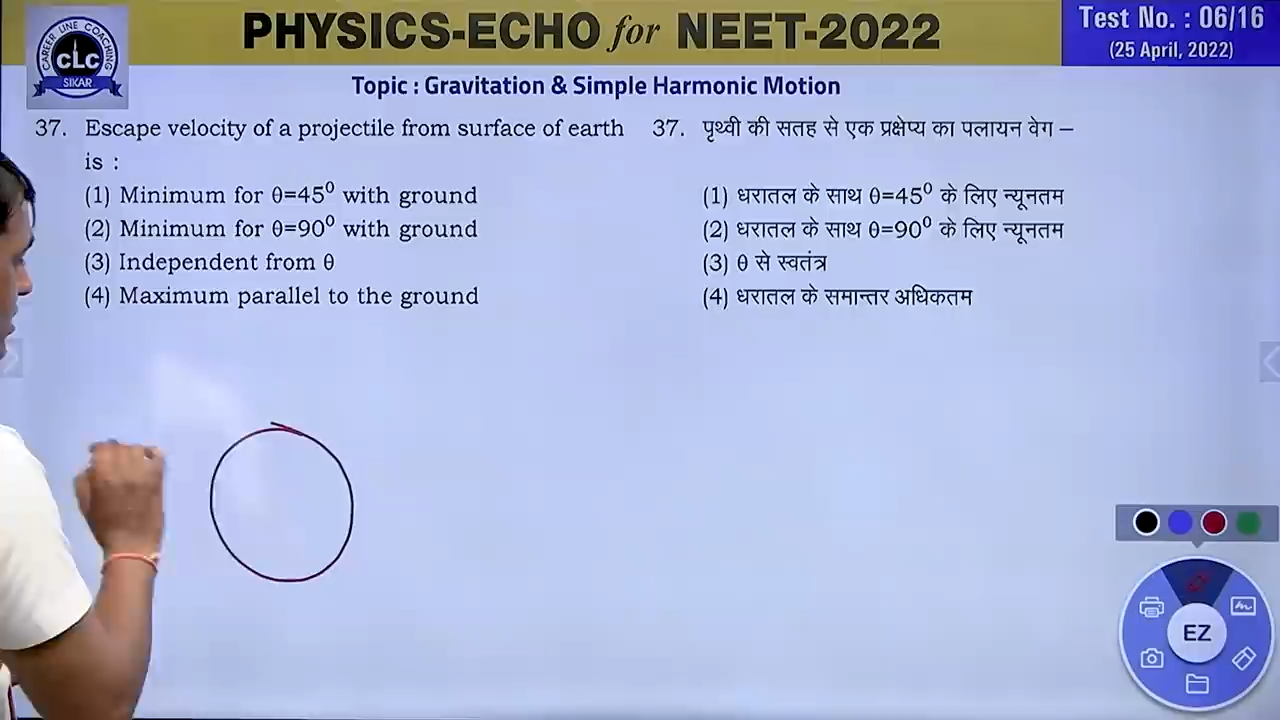 CAREER LINE COACHING
CLC
SIKAR
PHYSICS-ECHO for NEET-2022
Test No. : 06/16
(25 April, 2022)
Topic : Gravitation & Simple Harmonic Motion
37. Escape velocity of a projectile from surface of earth
is :
(1) Minimum for θ=45⁰ with ground
(2) Minimum for θ=90⁰ with ground
(3) Independent from θ
(4) Maximum parallel to the ground
37. पृथ्वी की सतह से एक प्रक्षेप्य का पलायन वेग –
(1) धरातल के साथ θ=45⁰ के लिए न्यूनतम
(2) धरातल के साथ θ=90⁰ के लिए न्यूनतम
(3) θ से स्वतंत्र
(4) धरातल के समान्तर अधिकतम
EZ